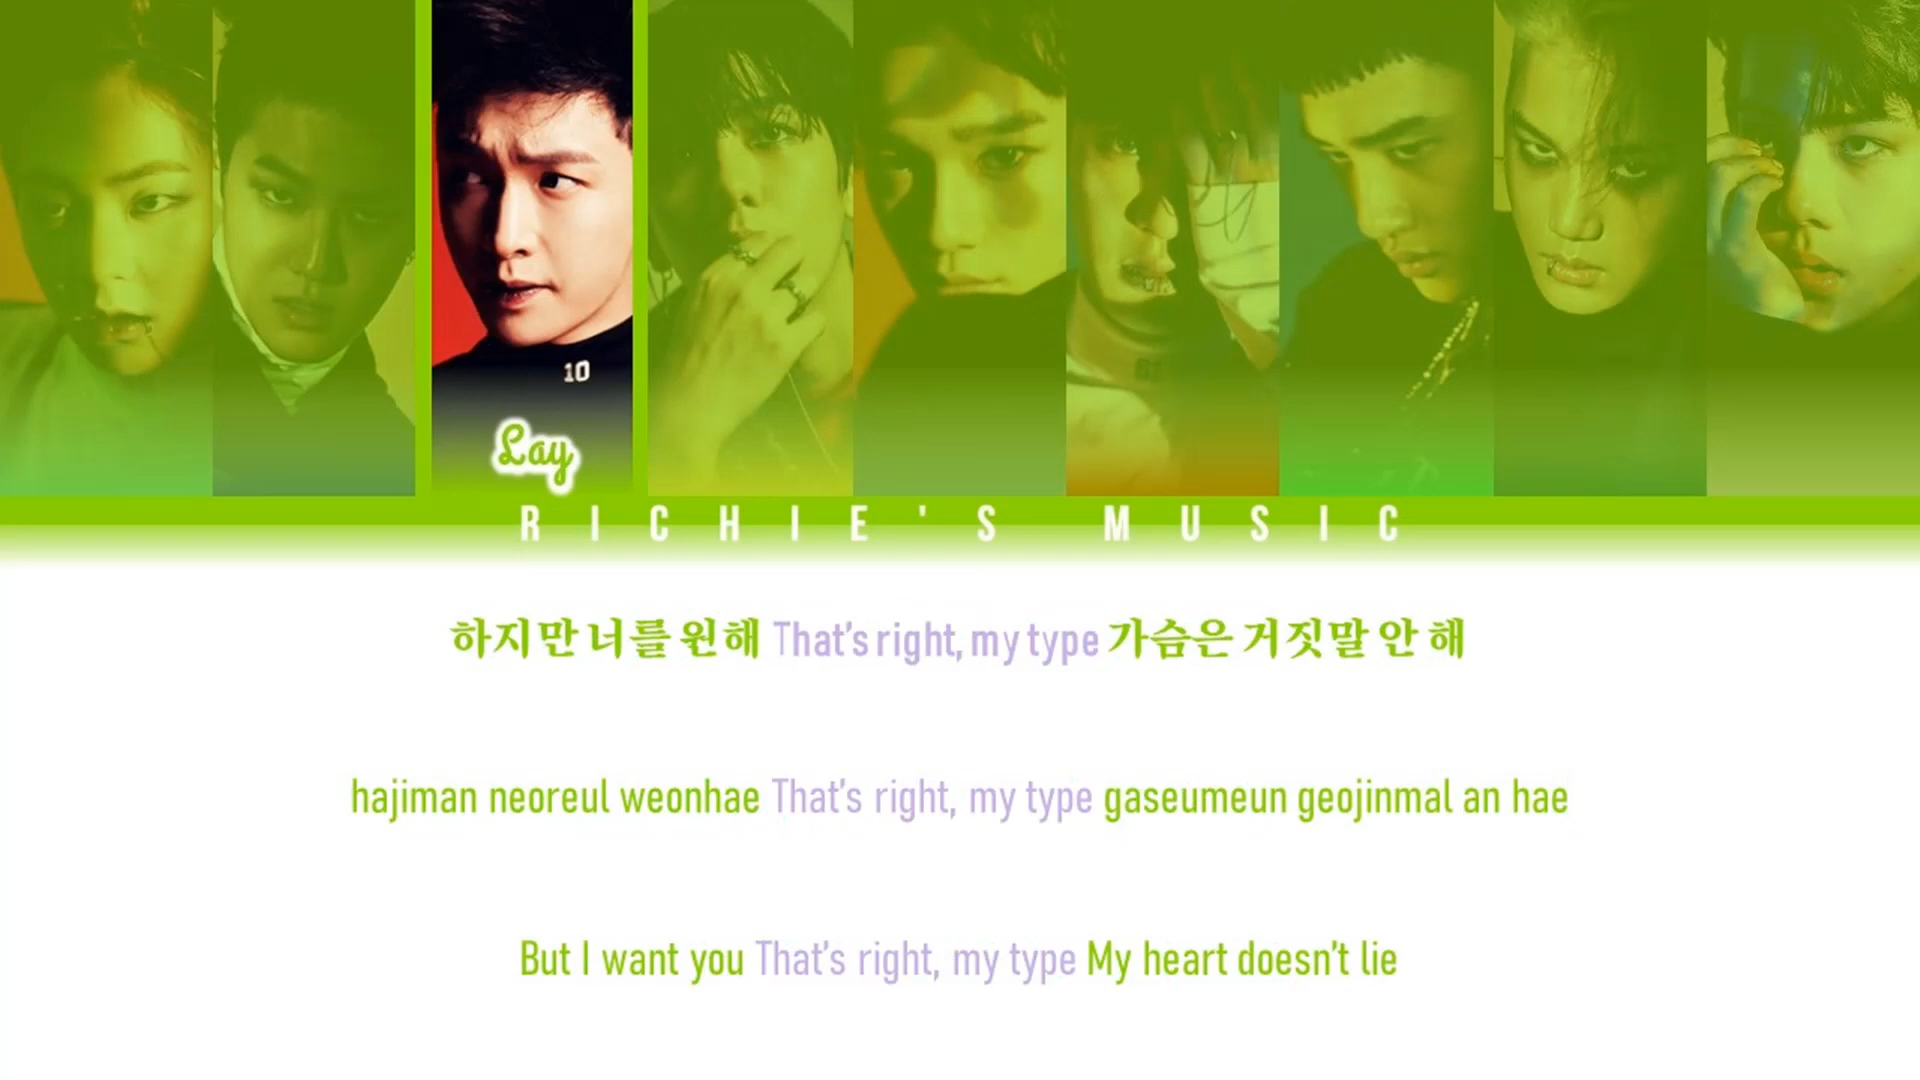 10
Lay
RICHIE'S MUSIC
하지만 너를 원해 That's right, my type 가슴은 거짓말 안 해
hajiman neoreul weonhae That's right, my type gaseumeun geojinmal an hae
But I want you That's right, my type My heart doesn't lie